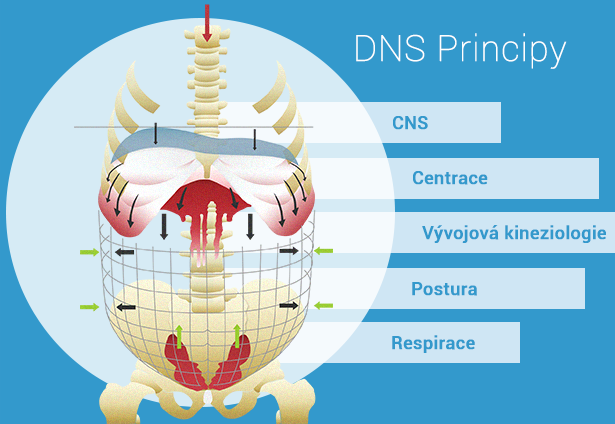 DNS Principy
CNS
Centrace
Vývojová kineziologie
Postura
Respirace